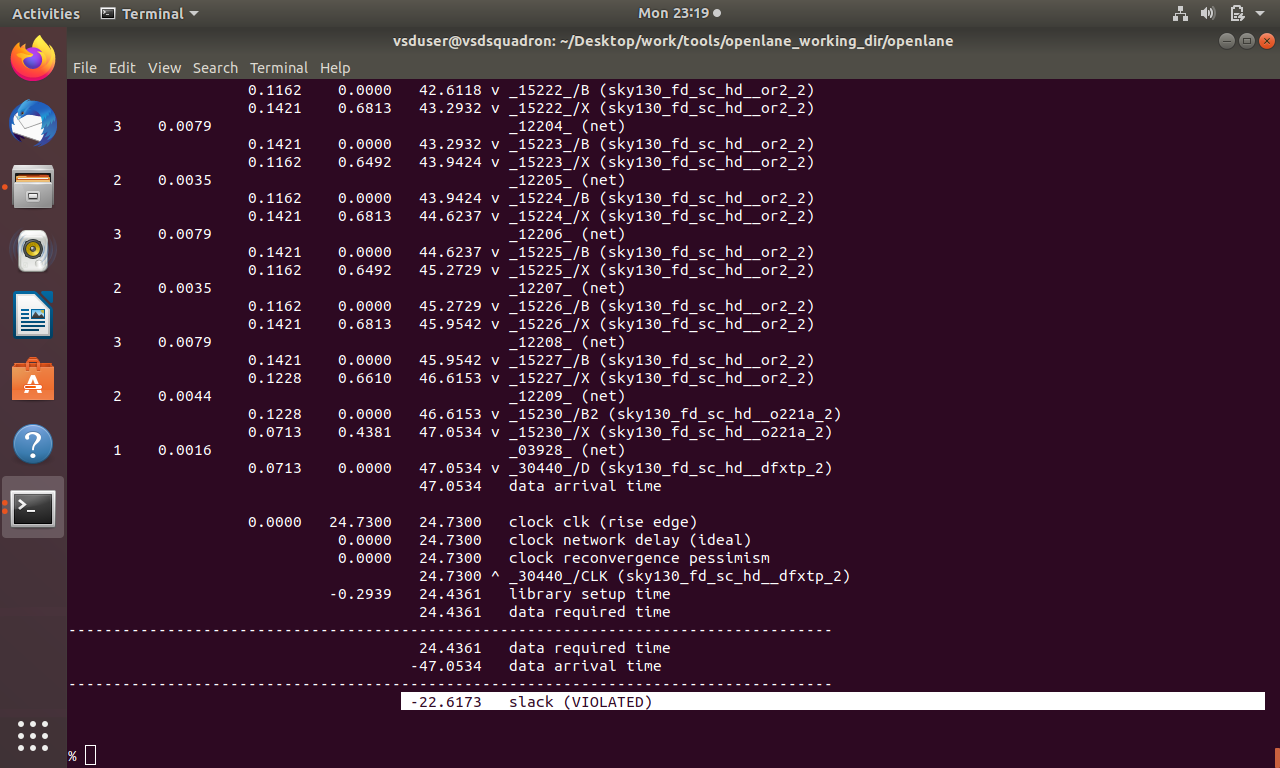 Activities Terminal Mon 23:19
vsduser@vsdsquadron: ~/Desktop/work/tools/openlane_working_dir/openlane
File Edit View Search Terminal Help
0.1162 0.0000 42.6118 v _15222_/B (sky130_fd_sc_hd__or2_2)
0.1421 0.6813 43.2932 v _15222_/X (sky130_fd_sc_hd__or2_2)
3 0.0079 _12204_ (net)
0.1421 0.0000 43.2932 v _15223_/B (sky130_fd_sc_hd__or2_2)
0.1162 0.6492 43.9424 v _15223_/X (sky130_fd_sc_hd__or2_2)
2 0.0035 _12205_ (net)
0.1162 0.0000 43.9424 v _15224_/B (sky130_fd_sc_hd__or2_2)
0.1421 0.6813 44.6237 v _15224_/X (sky130_fd_sc_hd__or2_2)
3 0.0079 _12206_ (net)
0.1421 0.0000 44.6237 v _15225_/B (sky130_fd_sc_hd__or2_2)
0.1162 0.6492 45.2729 v _15225_/X (sky130_fd_sc_hd__or2_2)
2 0.0035 _12207_ (net)
0.1162 0.0000 45.2729 v _15226_/B (sky130_fd_sc_hd__or2_2)
0.1421 0.6813 45.9542 v _15226_/X (sky130_fd_sc_hd__or2_2)
3 0.0079 _12208_ (net)
0.1421 0.0000 45.9542 v _15227_/B (sky130_fd_sc_hd__or2_2)
0.1228 0.6610 46.6153 v _15227_/X (sky130_fd_sc_hd__or2_2)
2 0.0044 _12209_ (net)
0.1228 0.0000 46.6153 v _15230_/B2 (sky130_fd_sc_hd__o221a_2)
0.0713 0.4381 47.0534 v _15230_/X (sky130_fd_sc_hd__o221a_2)
1 0.0016 _03928_ (net)
0.0713 0.0000 47.0534 v _30440_/D (sky130_fd_sc_hd__dfxtp_2)
47.0534 data arrival time
0.0000 24.7300 24.7300 clock clk (rise edge)
0.0000 24.7300 clock network delay (ideal)
0.0000 24.7300 clock reconvergence pessimism
24.7300 ^ _30440_/CLK (sky130_fd_sc_hd__dfxtp_2)
-0.2939 24.4361 library setup time
24.4361 data required time
-------------------------------------------------------------------------------------
24.4361 data required time
-47.0534 data arrival time
-------------------------------------------------------------------------------------
-22.6173 slack (VIOLATED)
%